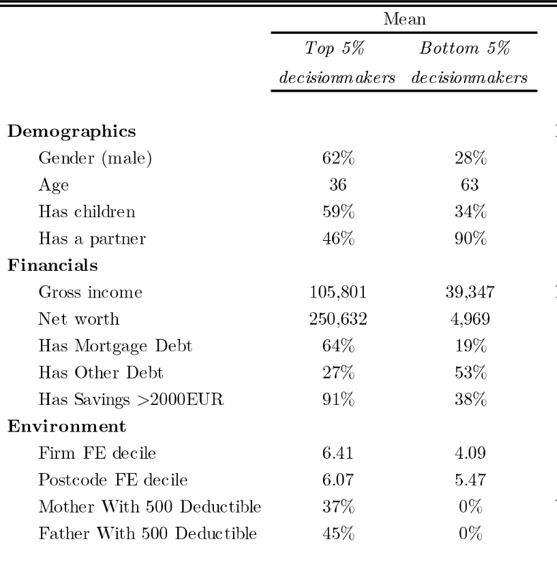 Mean
Top 5% Bottom 5%
decisionmakers decisionmakers
Demographics
Gender (male) 62% 28%
Age 36 63
Has children 59% 34%
Has a partner 46% 90%
Financials
Gross income 105,801 39,347
Net worth 250,632 4,969
Has Mortgage Debt 64% 19%
Has Other Debt 27% 53%
Has Savings >2000EUR 91% 38%
Environment
Firm FE decile 6.41 4.09
Postcode FE decile 6.07 5.47
Mother With 500 Deductible 37% 0%
Father With 500 Deductible 45% 0%